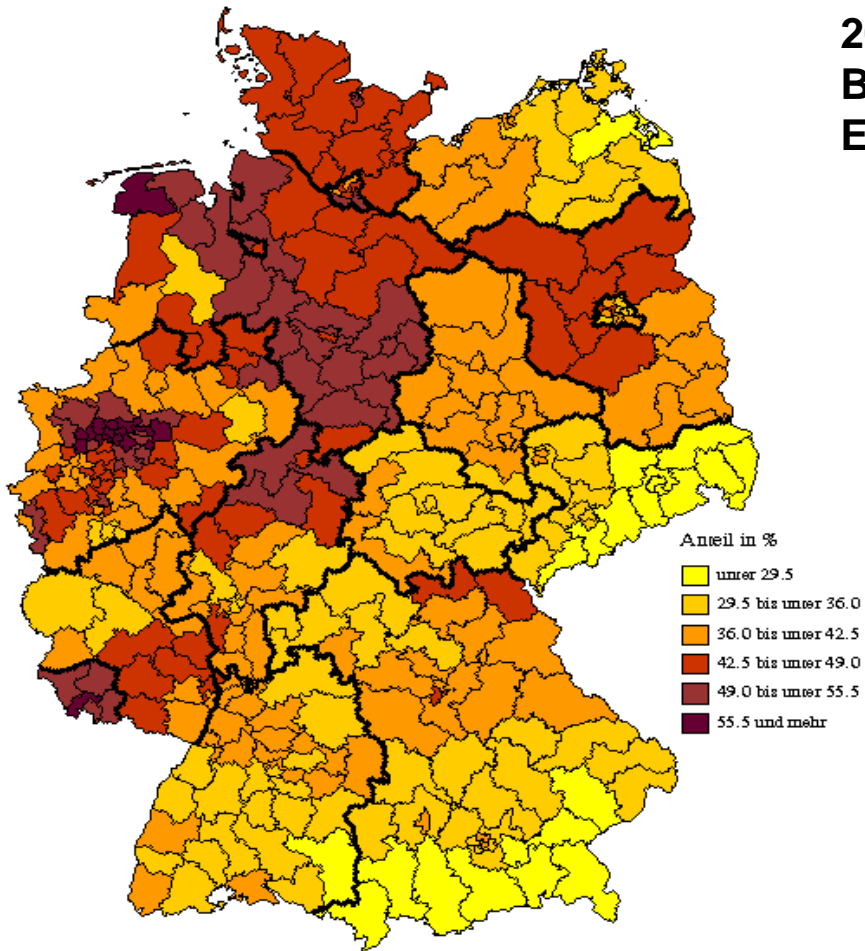 2
B
E
Anteil in %
unter 29.5
29.5 bis unter 36.0
36.0 bis unter 42.5
42.5 bis unter 49.0
49.0 bis unter 55.5
55.5 und mehr